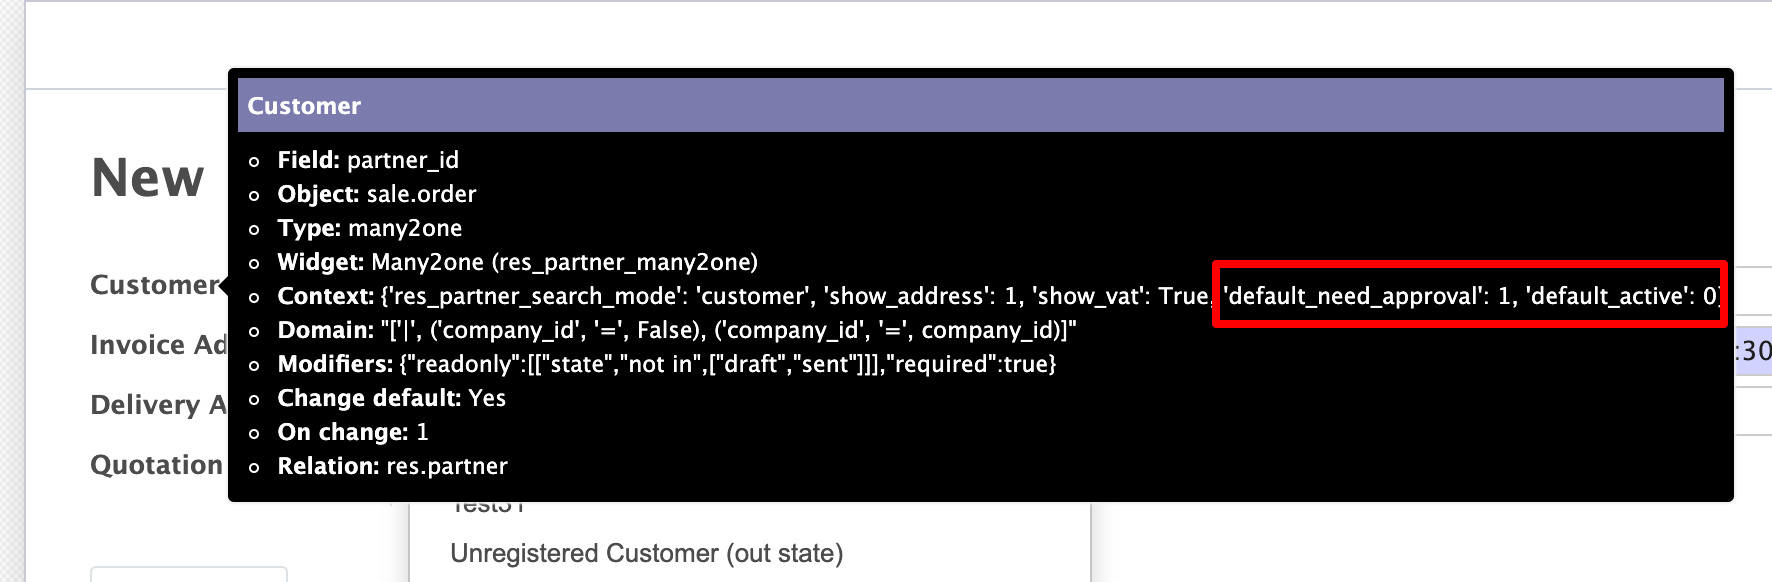 Customer
New
Field: partner_id
Object: sale.order
Type: many2one
Widget: Many2one (res_partner_many2one)
Customer
Context: {'res_partner_search_mode': 'customer', 'show_address': 1, 'show_vat': True, 'default_need_approval': 1, 'default_active': 0}
Domain: "['|', ('company_id', '=', False), ('company_id', '=', company_id)]"
Invoice Ad
:30
Modifiers: {"readonly":[["state","not in",["draft","sent"]]],"required":true}
Change default: Yes
Delivery A
On change: 1
Quotation
Relation: res.partner
Test31
Unregistered Customer (out state)